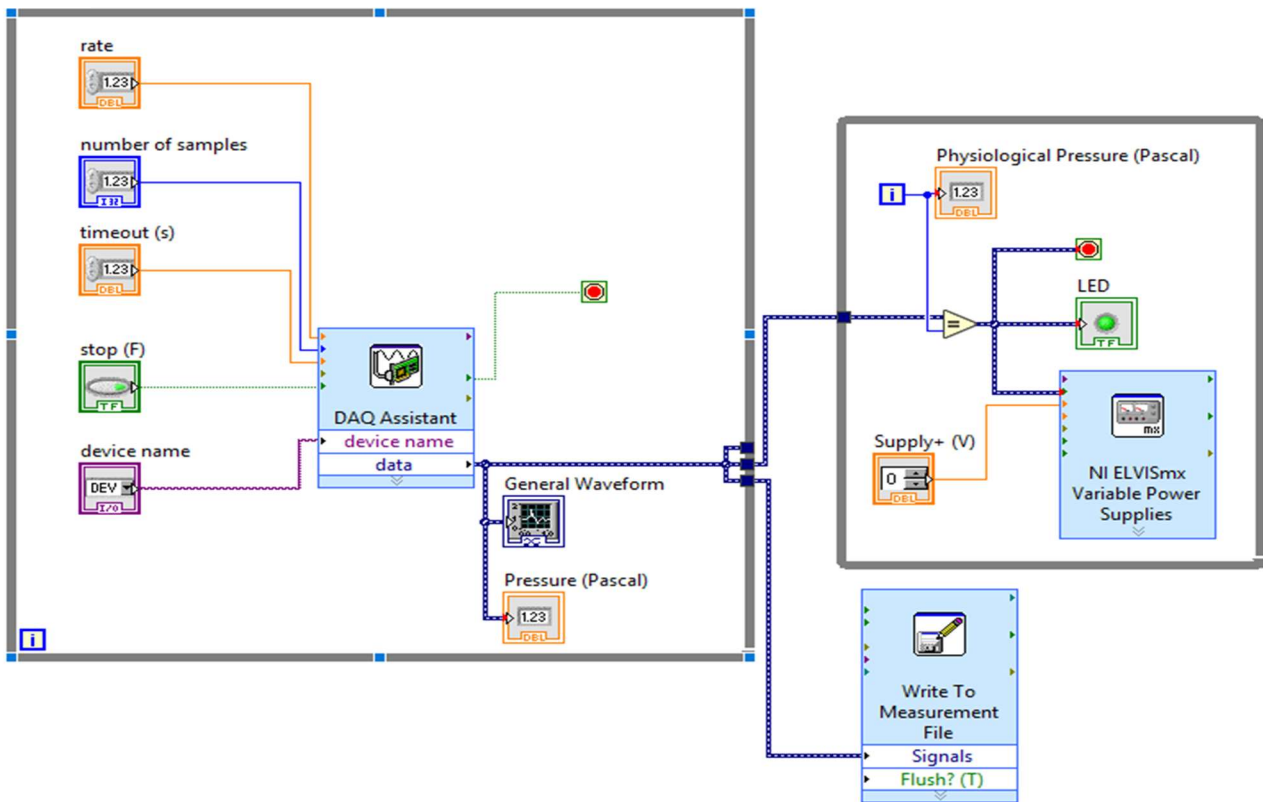 rate
1.23
DBL
number of samples
1.23
I32
timeout (s)
1.23
DBL
stop (F)
TF
device name
DEV
I/O
DAQ Assistant
device name
data
General Waveform
Pressure (Pascal)
1.23
DBL
i
Physiological Pressure (Pascal)
i
1.23
DBL
=
LED
TF
Supply+ (V)
0
DBL
mx
NI ELVISmx
Variable Power
Supplies
Write To
Measurement
File
Signals
Flush? (T)